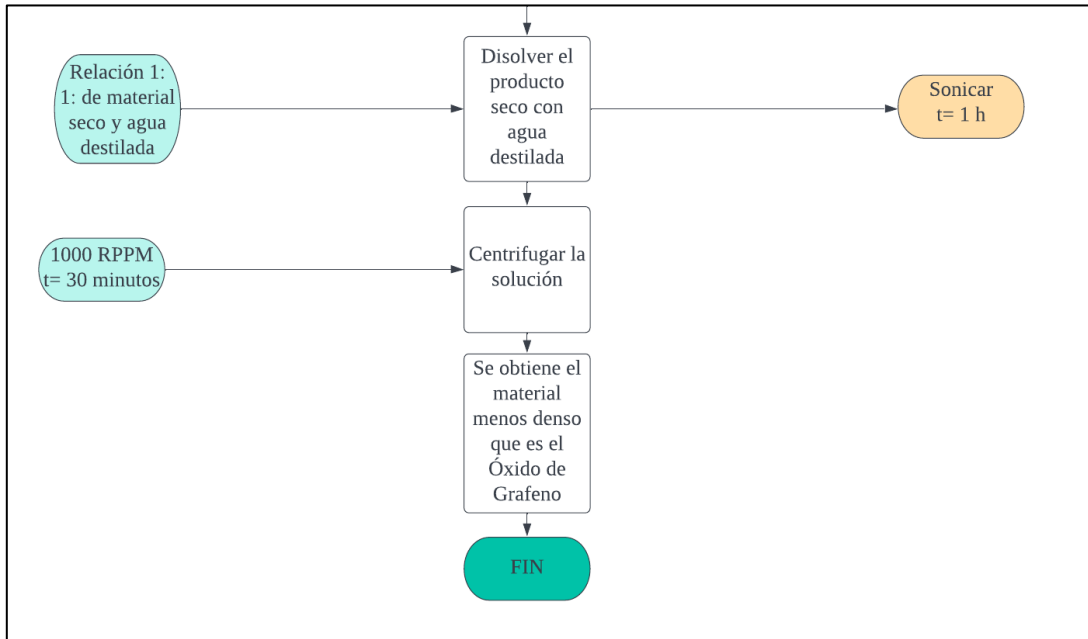 Relación 1:
1: de material
seco y agua
destilada
Disolver el
producto
seco con
agua
destilada
Sonicar
t= 1 h
1000 RPPM
t= 30 minutos
Centrifugar la
solución
Se obtiene el
material
menos denso
que es el
Óxido de
Grafeno
FIN